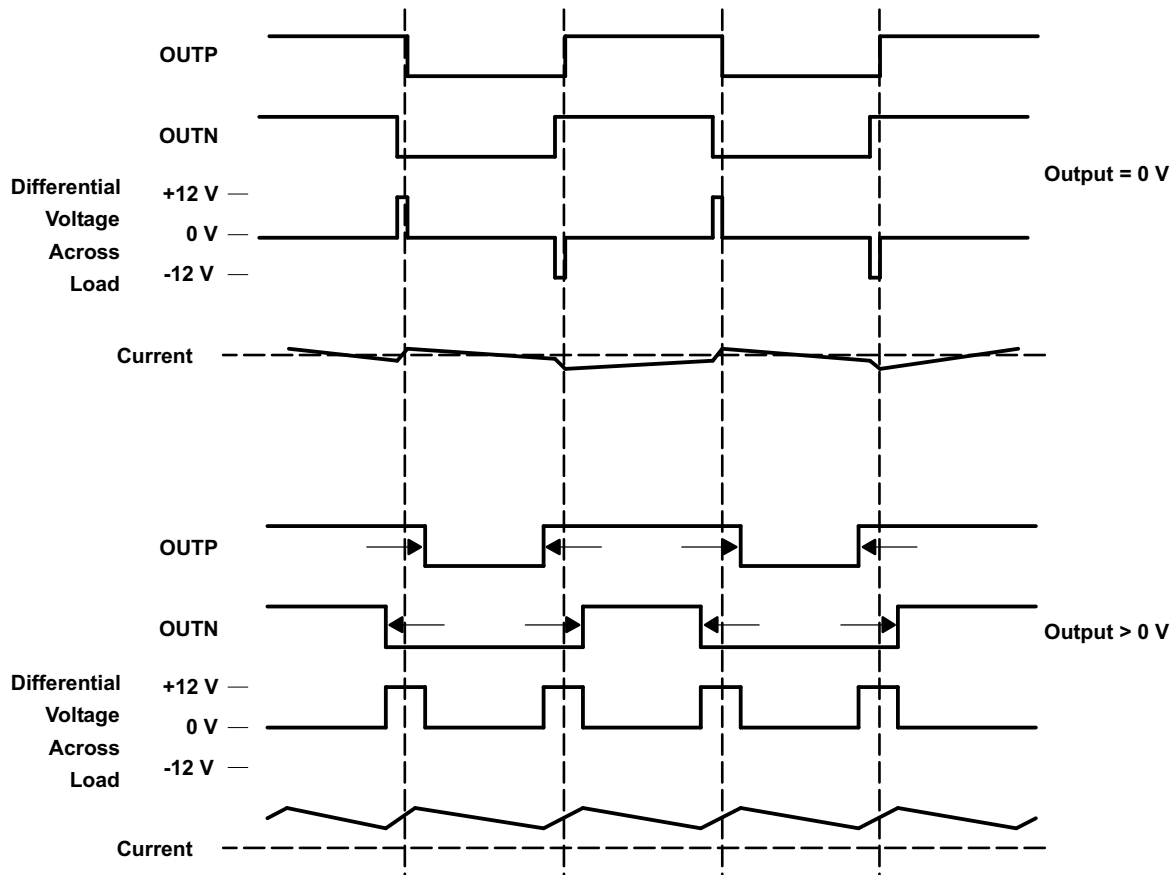 OUTP
OUTN
Differential
Voltage
Across
Load
+12 V
0 V
-12 V
Output = 0 V
Current
OUTP
OUTN
Output > 0 V
Differential
Voltage
Across
Load
+12 V
0 V
-12 V
Current